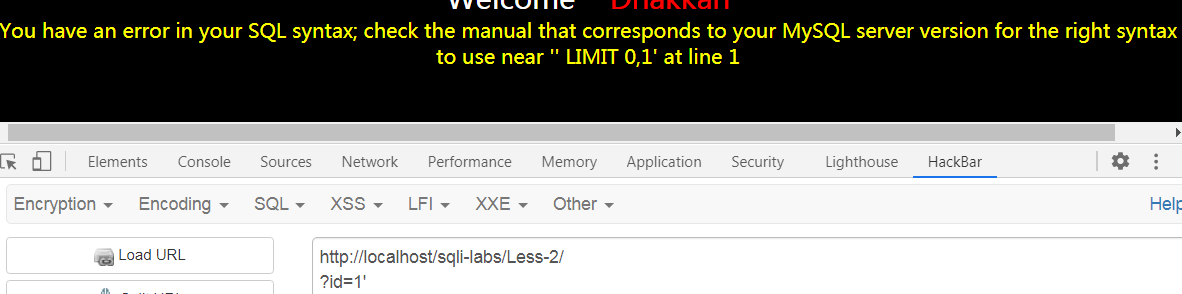 Welcome Dhakkan
You have an error in your SQL syntax; check the manual that corresponds to your MySQL server version for the right syntax
to use near '' LIMIT 0,1' at line 1
Elements Console Sources Network Performance Memory Application Security Lighthouse HackBar
Encryption Encoding SQL XSS LFI XXE Other Help
Load URL
http://localhost/sqli-labs/Less-2/
?id=1'